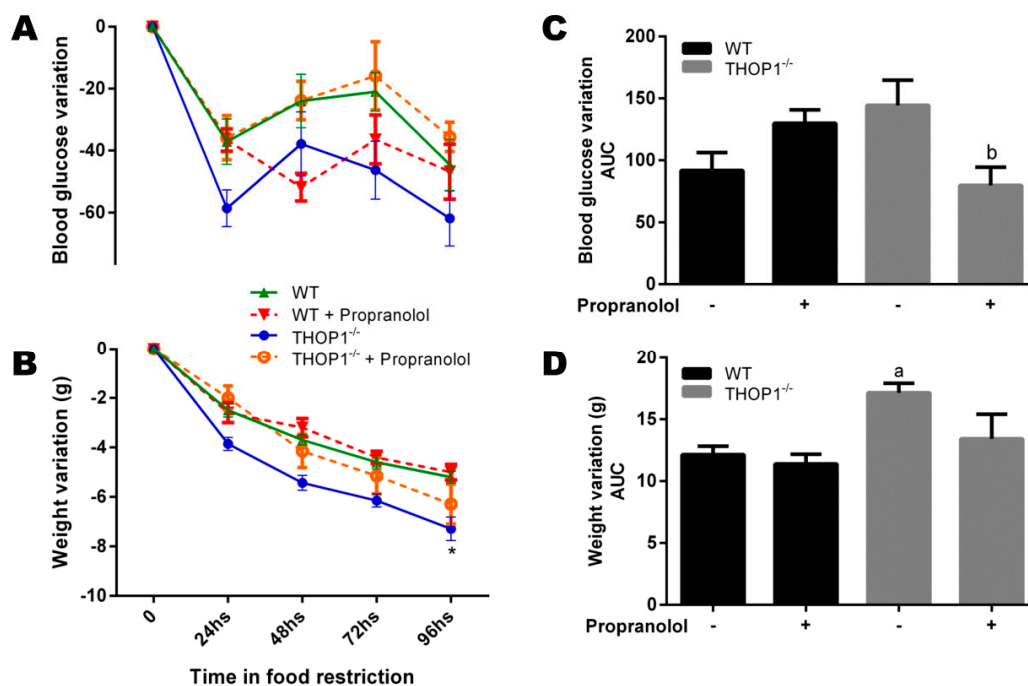 A
Blood glucose variation
0
-20
-40
-60
WT
WT + Propranolol
THOP1-/-
THOP1-/- + Propranolol
B
Weight variation (g)
0
-2
-4
-6
-8
-10
*
0
24hs
48hs
72hs
96hs
Time in food restriction
C
Blood glucose variation
AUC
200
150
100
50
0
WT
THOP1-/-
b
Propranolol
-
+
-
+
D
Weight variation (g)
AUC
20
15
10
5
0
WT
THOP1-/-
a
Propranolol
-
+
-
+